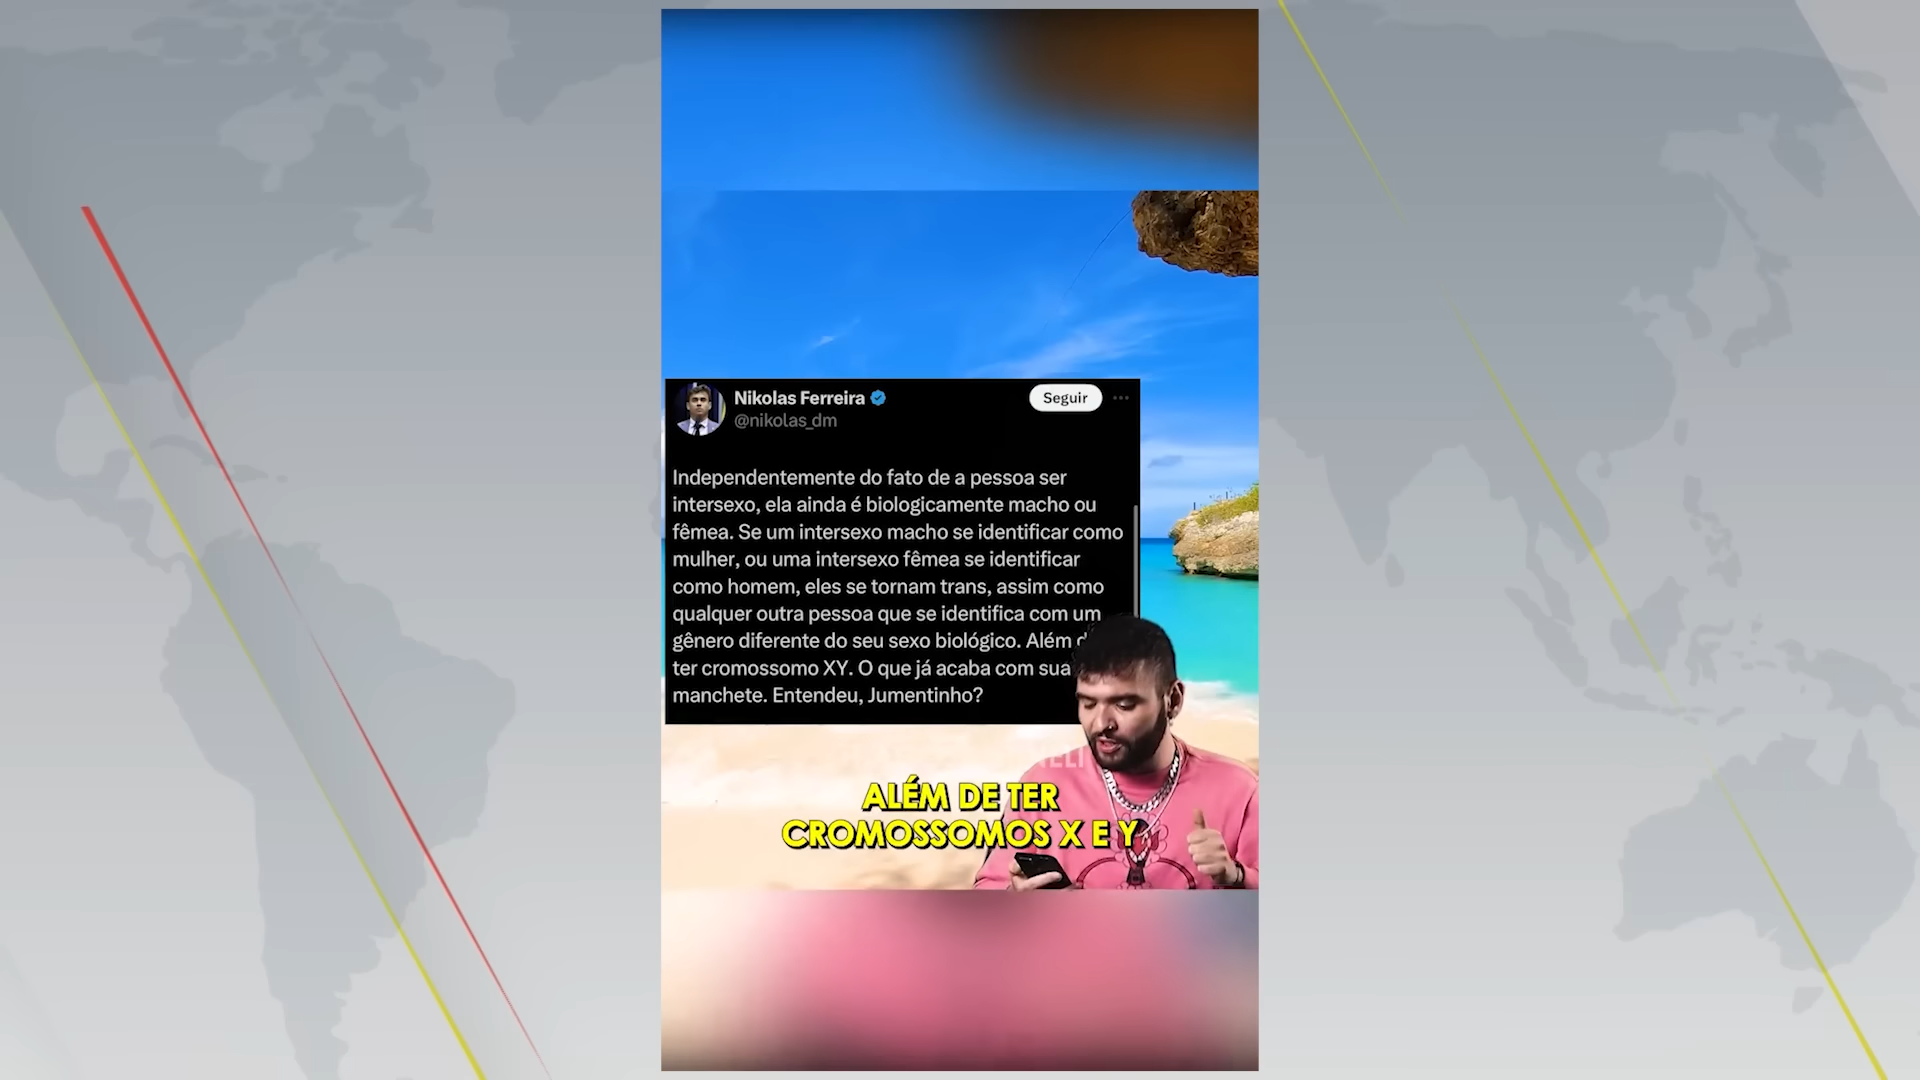 Nikolas Ferreira
Seguir
@nikolas_dm
Independentemente do fato de a pessoa ser
intersexo, ela ainda é biologicamente macho ou
fêmea. Se um intersexo macho se identificar como
mulher, ou uma intersexo fêmea se identificar
como homem, eles se tornam trans, assim como
qualquer outra pessoa que se identifica com um
gênero diferente do seu sexo biológico. Além
ter cromossomo XY. O que já acaba com sua
manchete. Entendeu, Jumentinho?
ALÉM DE TER
CROMOSSOMOS X E Y